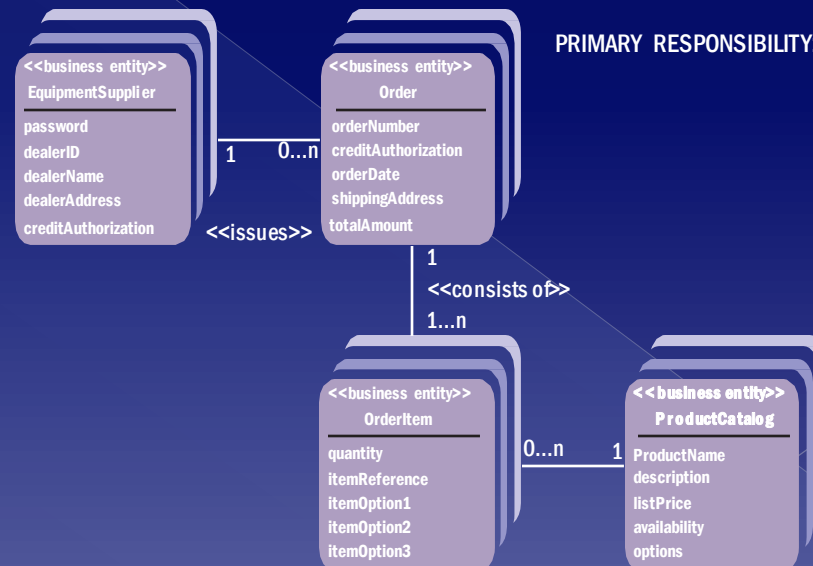 PRIMARY RESPONSIBILITY
<<business entity>>
EquipmentSupplier
password
dealerID
dealerName
dealerAddress
creditAuthorization
1 0...n
<<issues>>
<<business entity>>
Order
orderNumber
creditAuthorization
orderDate
shippingAddress
totalAmount
1
<<consists of>>
1...n
<<business entity>>
OrderItem
quantity
itemReference
itemOption1
itemOption2
itemOption3
0...n 1
<<business entity>>
ProductCatalog
ProductName
description
listPrice
availability
options